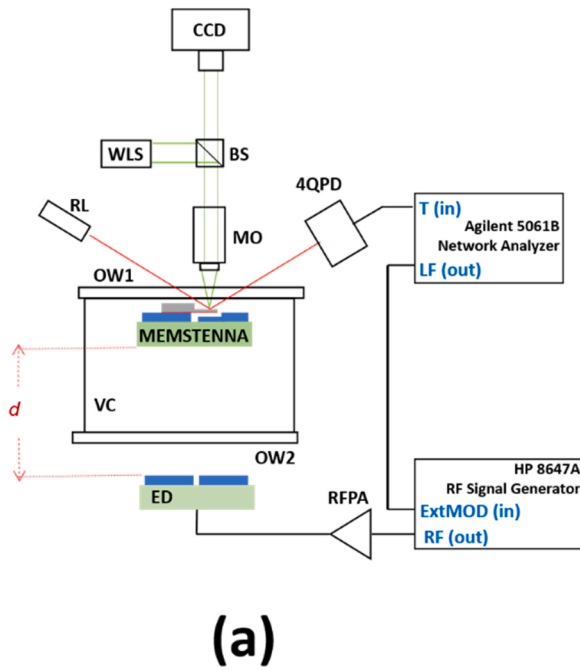 CCD
WLS
BS
4QPD
RL
MO
T (in)
Agilent 5061B
Network Analyzer
LF (out)
OW1
MEMSTENNA
d
VC
OW2
ED
RFPA
HP 8647A
RF Signal Generator
ExtMOD (in)
RF (out)
(a)